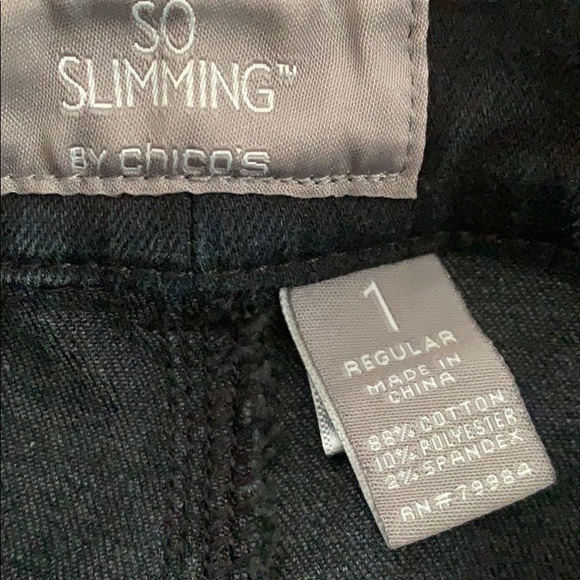 SO
SLIMMING™
BY chico's
1
REGULAR
MADE IN
CHINA
88% COTTON
10% POLYESTER
2% SPANDEX
RN#79984